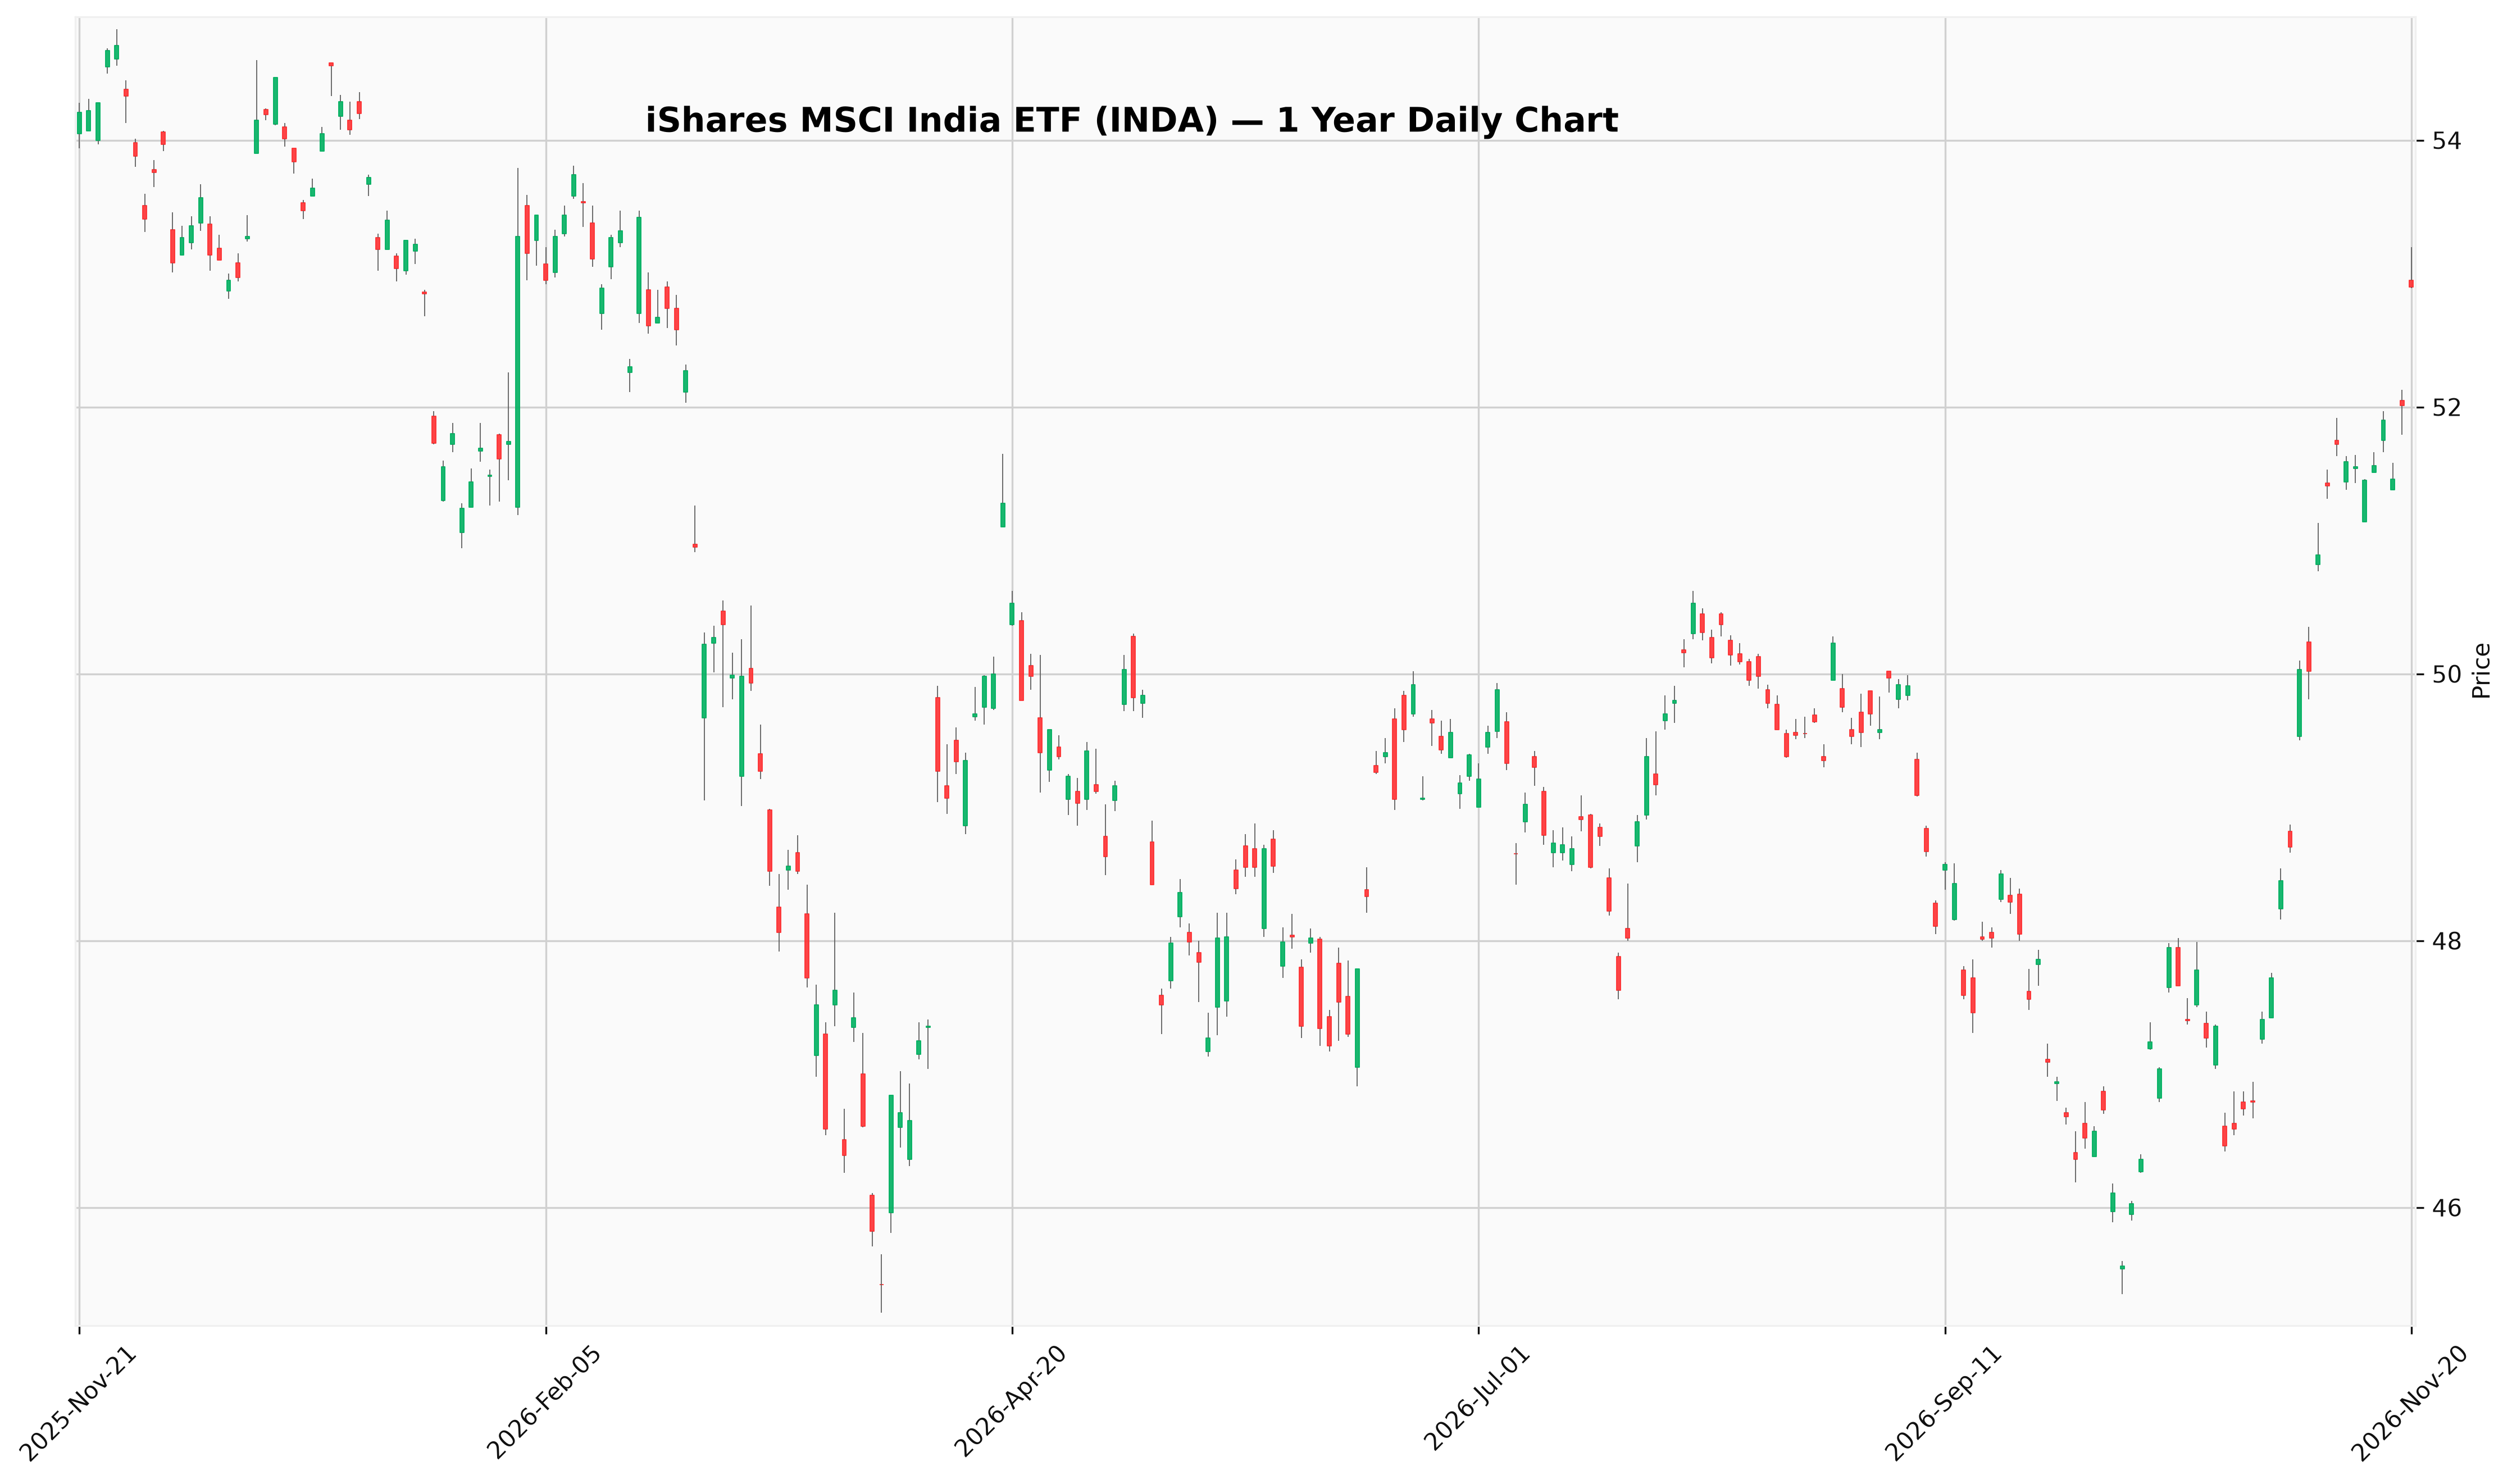 iShares MSCI India ETF (INDA) — 1 Year Daily Chart
54
52
50
48
46
Price
2025-Nov-21
2026-Feb-05
2026-Apr-20
2026-Jul-01
2026-Sep-11
2026-Nov-20